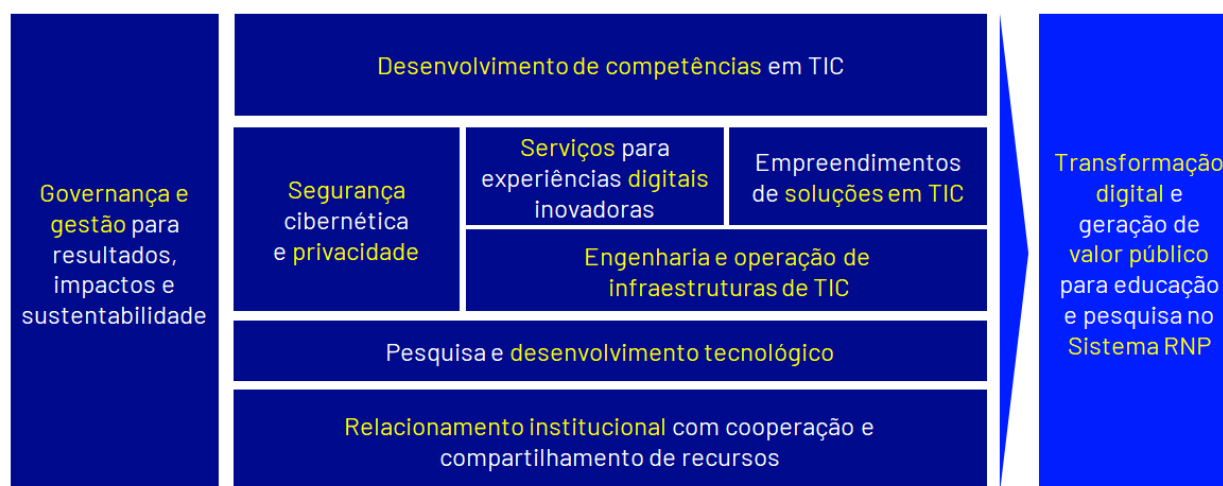 Governança e
gestão para
resultados,
impactos e
sustentabilidade
Desenvolvimento de competências em TIC
Segurança
cibernética
e privacidade
Serviços para
experiências digitais
inovadoras
Empreendimentos
de soluções em TIC
Engenharia e operação de
infraestruturas de TIC
Pesquisa e desenvolvimento tecnológico
Relacionamento institucional com cooperação e
compartilhamento de recursos
Transformação
digital e
geração de
valor público
para educação
e pesquisa no
Sistema RNP